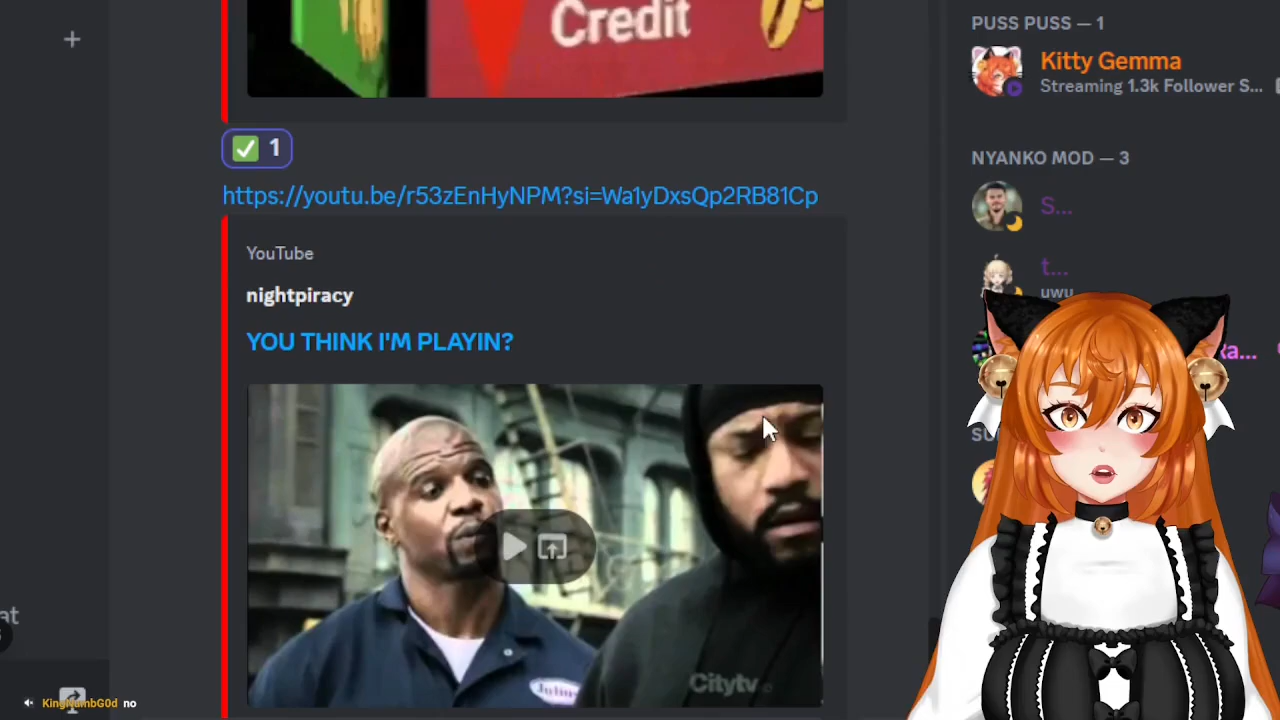 Credit
PUSS PUSS — 1
Kitty Gemma
Streaming 1.3k Follower S...
1
NYANKO MOD — 3
https://youtu.be/r53zEnHyNPM?si=Wa1yDxsQp2RB81Cp
S...
YouTube
t...
uwu
nightpiracy
YOU THINK I'M PLAYIN?
Citytv
KingNumbG0d no